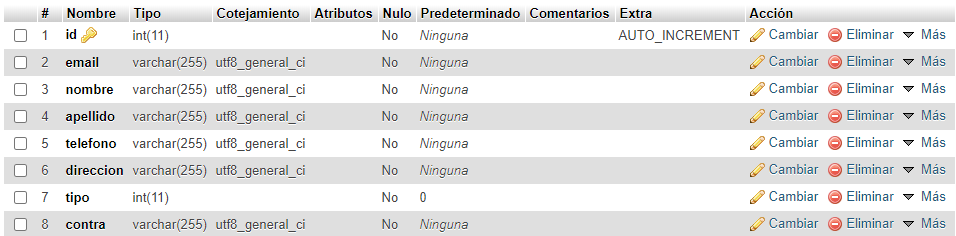 # Nombre Tipo Cotejamiento Atributos Nulo Predeterminado Comentarios Extra Acción
1 id int(11) No Ninguna AUTO_INCREMENT Cambiar Eliminar Más
2 email varchar(255) utf8_general_ci No Ninguna Cambiar Eliminar Más
3 nombre varchar(255) utf8_general_ci No Ninguna Cambiar Eliminar Más
4 apellido varchar(255) utf8_general_ci No Ninguna Cambiar Eliminar Más
5 telefono varchar(255) utf8_general_ci No Ninguna Cambiar Eliminar Más
6 direccion varchar(255) utf8_general_ci No Ninguna Cambiar Eliminar Más
7 tipo int(11) No 0 Cambiar Eliminar Más
8 contra varchar(255) utf8_general_ci No Ninguna Cambiar Eliminar Más